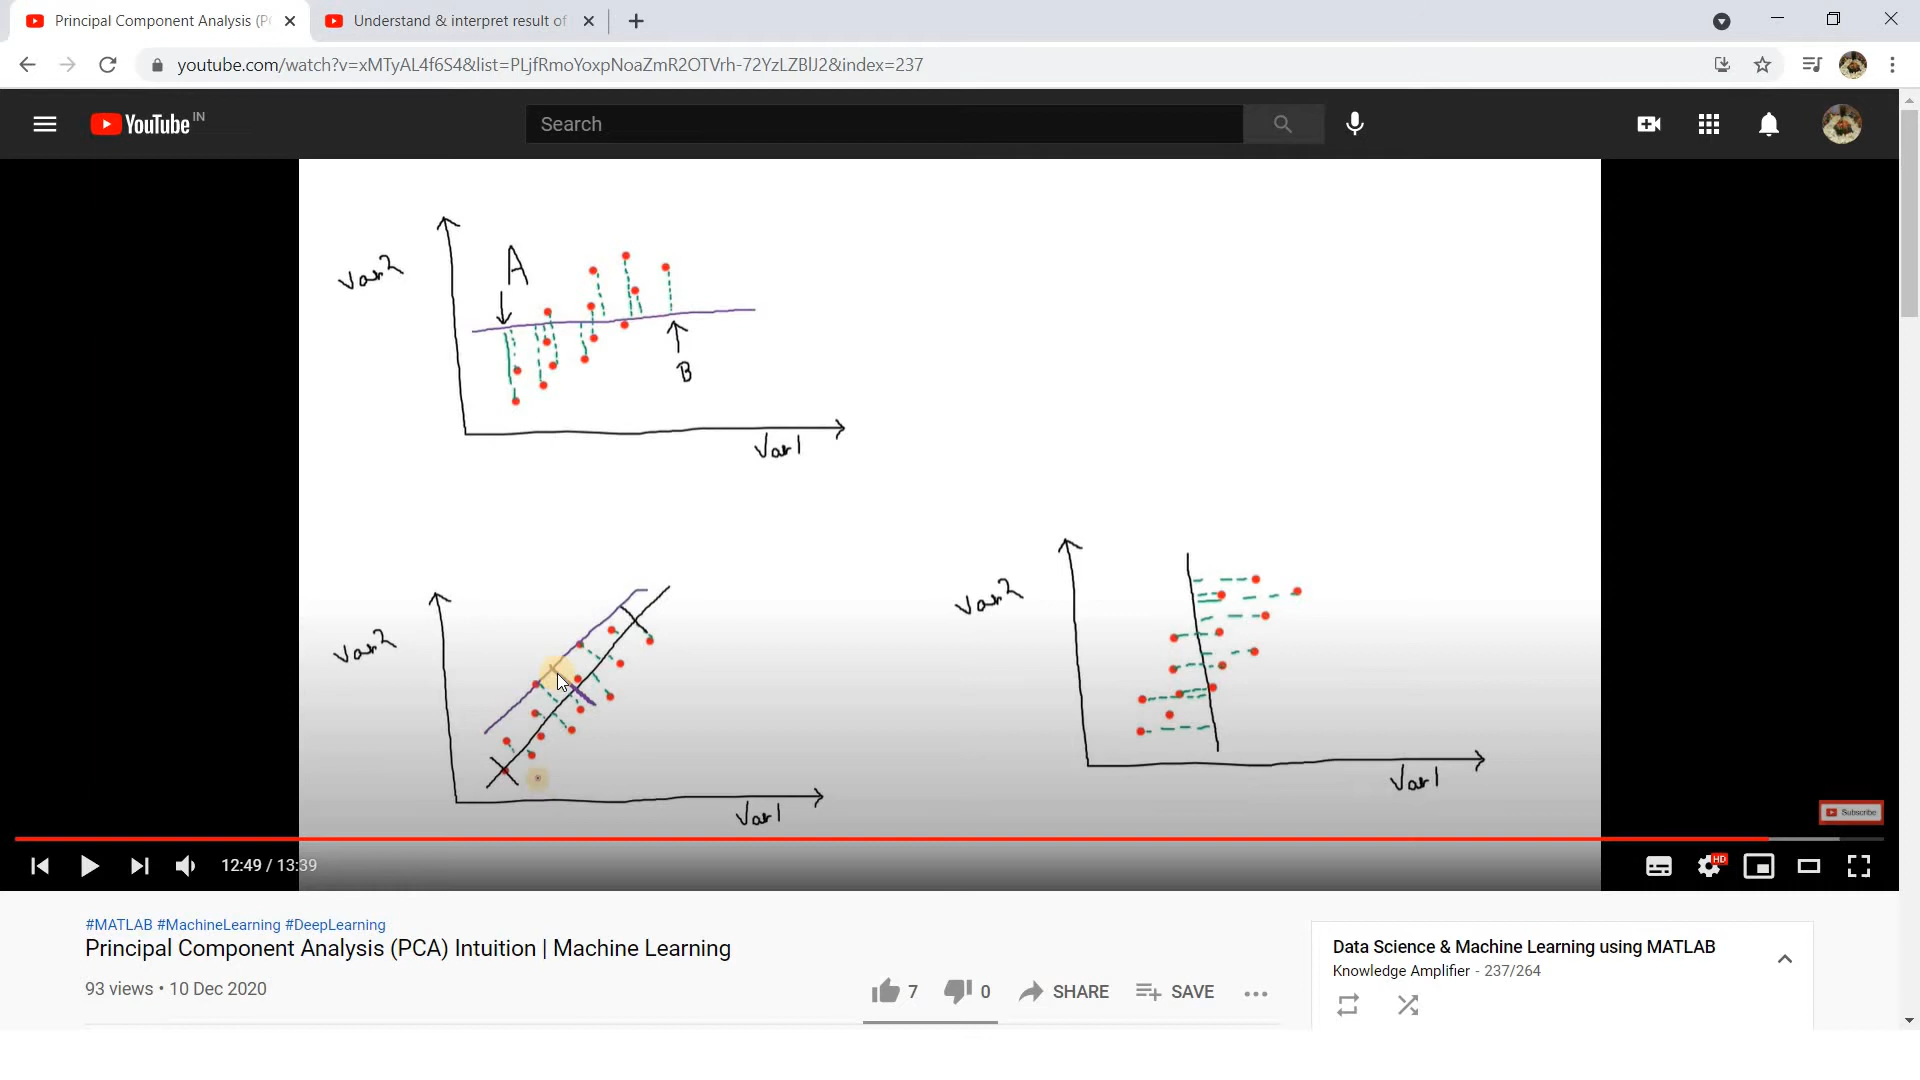 Principal Component Analysis (PC
Understand & interpret result of
youtube.com/watch?v=xMTyAL4f6S4&list=PLjfRmoYoxpNoaZmR2OTVrh-72YzLZBlJ2&index=237
YouTube IN
Search
A
Var2
B
Var1
Var2
Var2
Var1
Var1
Subscribe
12:49 / 13:39
HD
#MATLAB #MachineLearning #DeepLearning
Principal Component Analysis (PCA) Intuition | Machine Learning
93 views • 10 Dec 2020
7
0
SHARE
SAVE
Data Science & Machine Learning using MATLAB
Knowledge Amplifier - 237/264